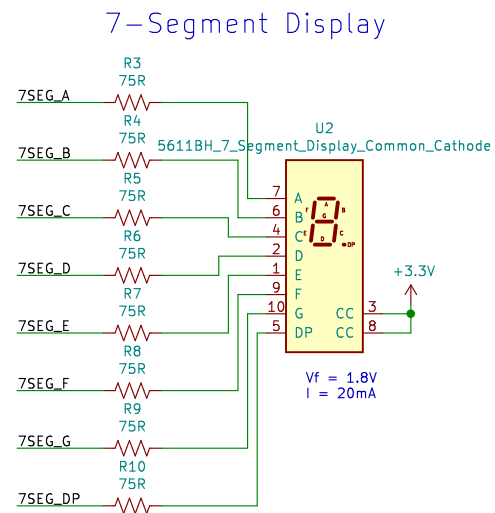 7-Segment Display
R3
75R
7SEG_A
R4
75R
7SEG_B
R5
75R
7SEG_C
R6
75R
7SEG_D
R7
75R
7SEG_E
R8
75R
7SEG_F
R9
75R
7SEG_G
R10
75R
7SEG_DP
U2
5611BH_7_Segment_Display_Common_Cathode
7 A
6 B
4 C
2 D
1 E
9 F
10 G
5 DP
A
F B
G
E C
D
DP
CC 3
CC 8
+3.3V
Vf = 1.8V
I = 20mA